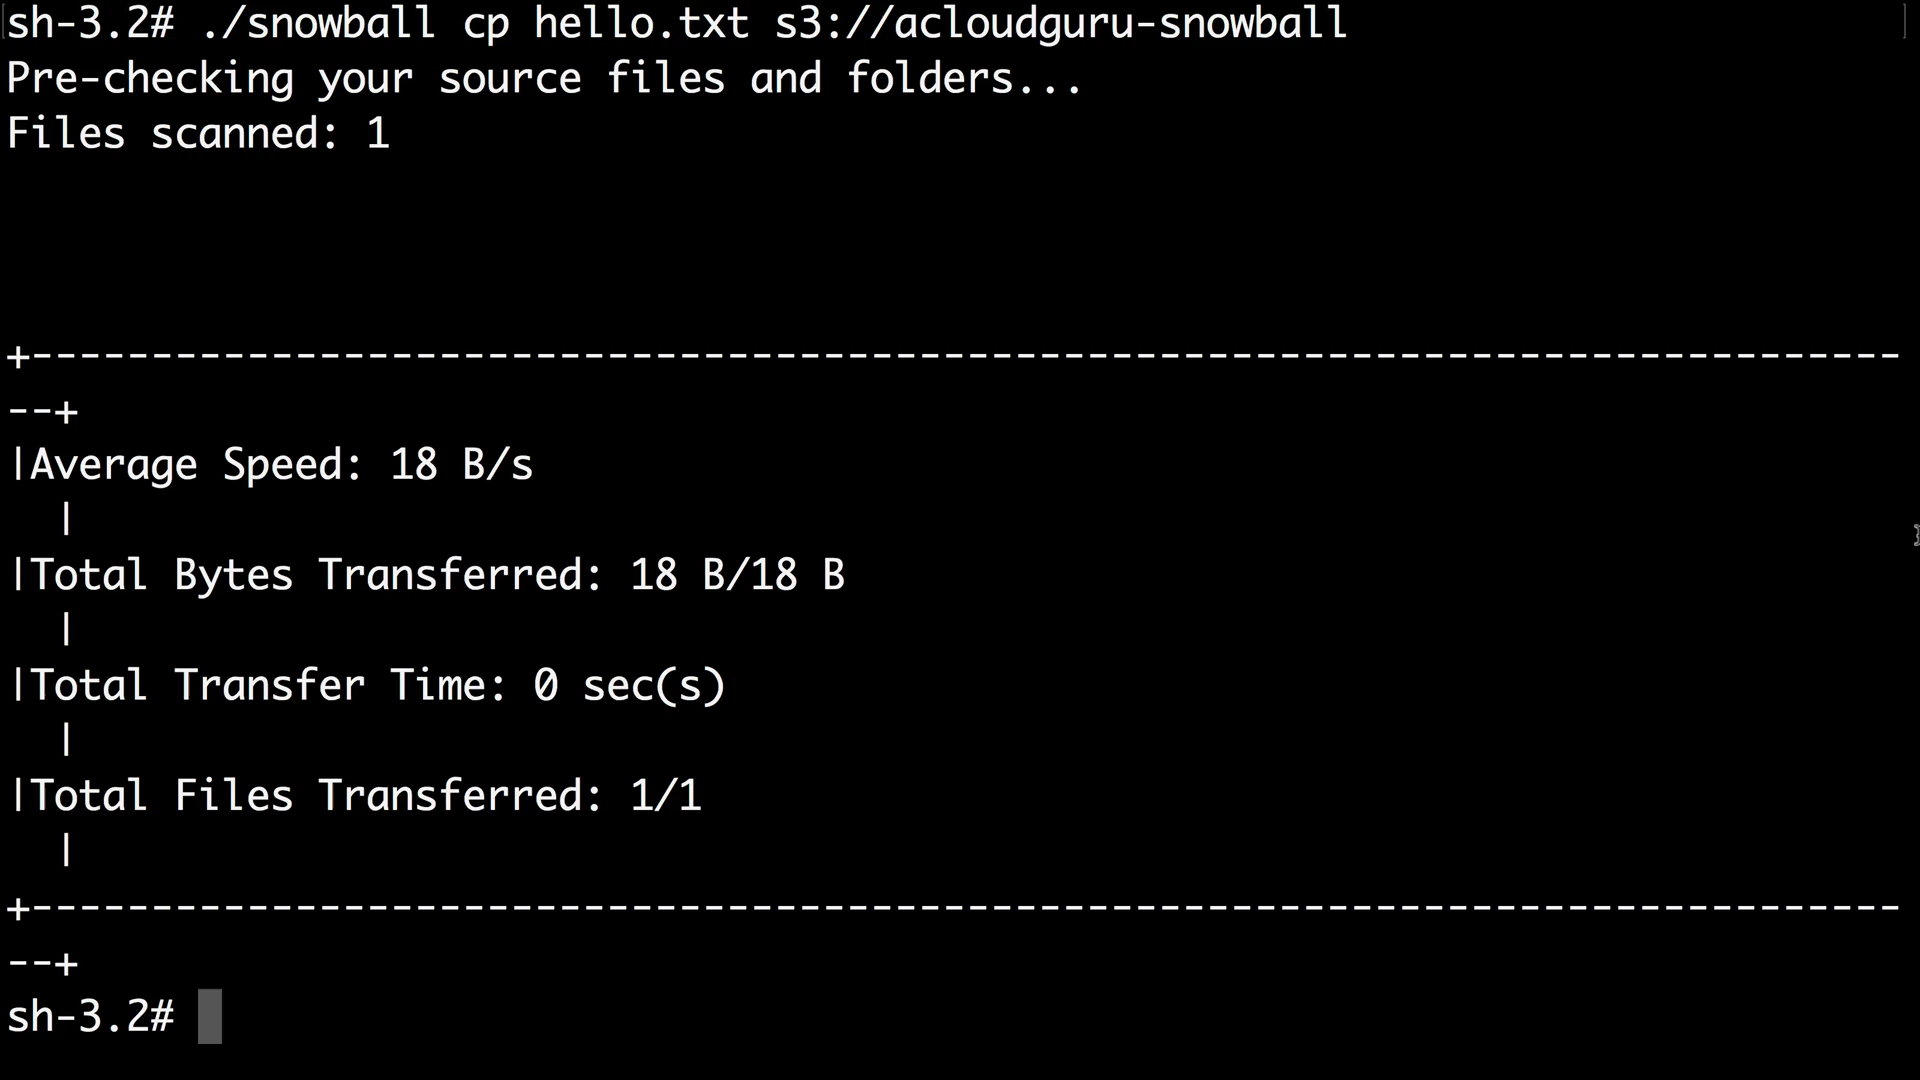 sh-3.2# ./snowball cp hello.txt s3://acloudguru-snowball
Pre-checking your source files and folders...
Files scanned: 1
+------------------------------------------------------------------------------
--+
|Average Speed: 18 B/s
  |
|Total Bytes Transferred: 18 B/18 B
  |
|Total Transfer Time: 0 sec(s)
  |
|Total Files Transferred: 1/1
  |
+------------------------------------------------------------------------------
--+
sh-3.2#